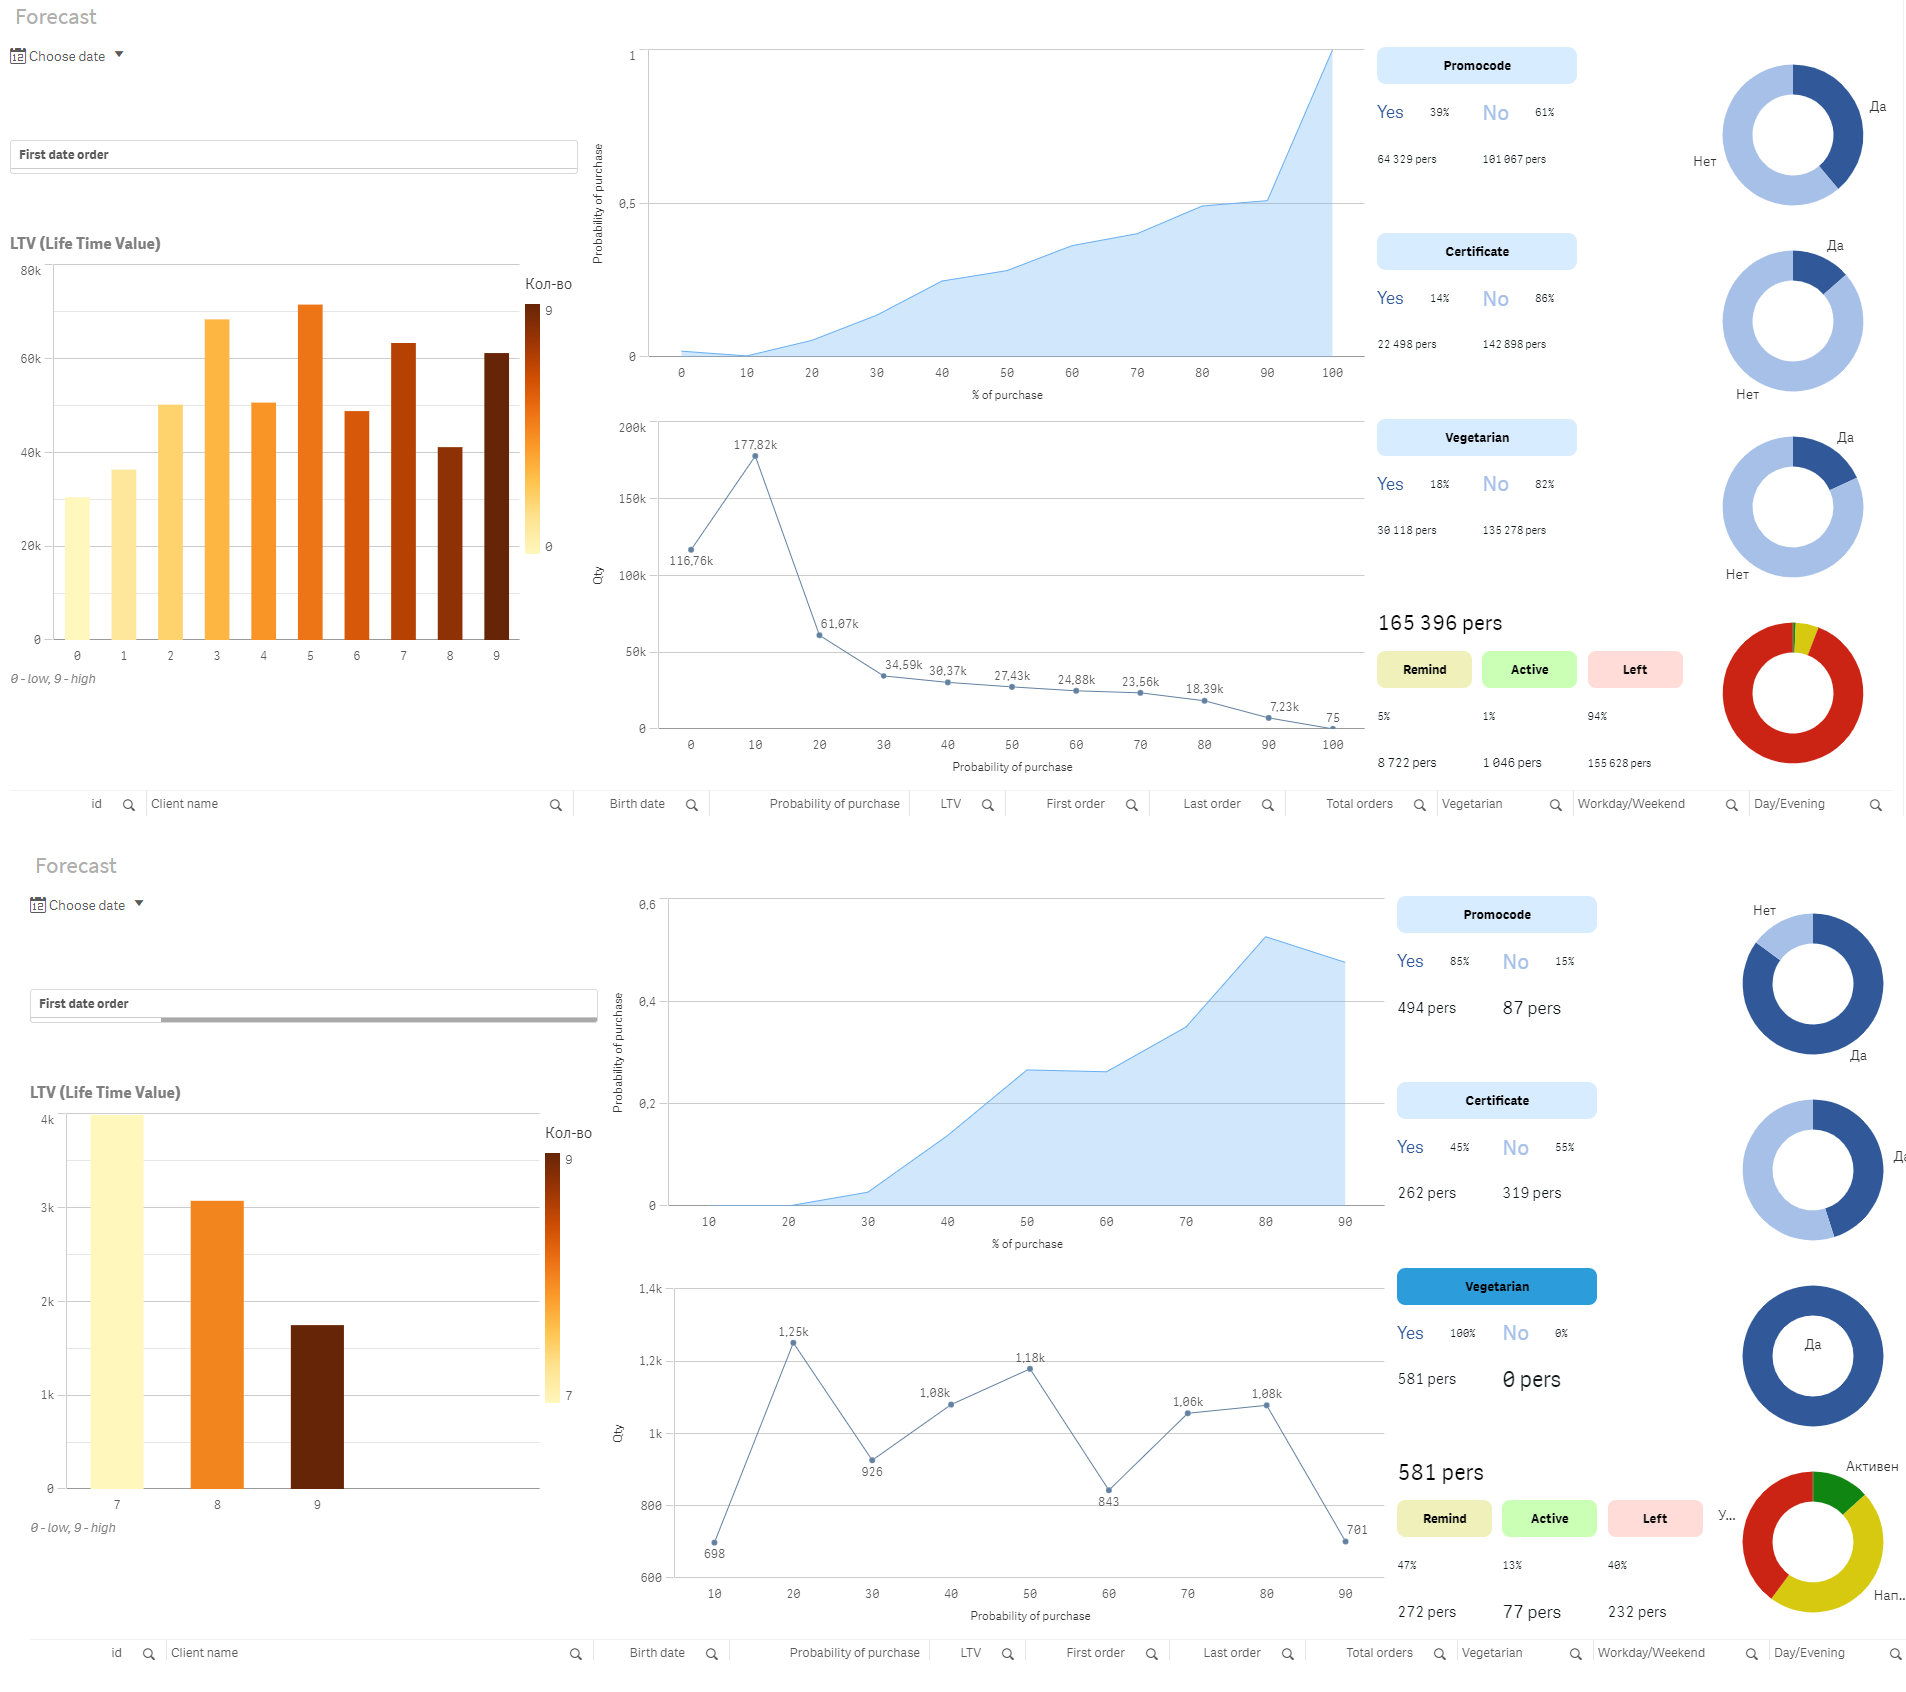 Forecast
12 Choose date
First date order
LTV (Life Time Value)
80k
60k
40k
20k
0
0 1 2 3 4 5 6 7 8 9
0 - low, 9 - high
Кол-во
9
0
Probability of purchase
1
0,5
0
0 10 20 30 40 50 60 70 80 90 100
% of purchase
Qty
200k
150k
100k
50k
0
116,76k
177,82k
61,07k
34,59k
30,37k
27,43k
24,88k
23,56k
18,39k
7,23k
75
0 10 20 30 40 50 60 70 80 90 100
Probability of purchase
Promocode
Yes 39% No 61%
64 329 pers 101 067 pers
Да
Нет
Certificate
Yes 14% No 86%
22 498 pers 142 898 pers
Да
Нет
Vegetarian
Yes 18% No 82%
30 118 pers 135 278 pers
Да
Нет
165 396 pers
Remind Active Left
5% 1% 94%
8 722 pers 1 046 pers 155 628 pers
id Client name Birth date Probability of purchase LTV First order Last order Total orders Vegetarian Workday/Weekend Day/Evening
Forecast
12 Choose date
First date order
LTV (Life Time Value)
4k
3k
2k
1k
0
7 8 9
0 - low, 9 - high
Кол-во
9
7
Probability of purchase
0,6
0,4
0,2
0
10 20 30 40 50 60 70 80 90
% of purchase
Qty
1,4k
1,2k
1k
800
600
698
1,25k
926
1,08k
1,18k
843
1,06k
1,08k
701
10 20 30 40 50 60 70 80 90
Probability of purchase
Promocode
Yes 85% No 15%
494 pers 87 pers
Нет
Да
Certificate
Yes 45% No 55%
262 pers 319 pers
Да
Vegetarian
Yes 100% No 0%
581 pers 0 pers
Да
581 pers
Remind Active Left
47% 13% 40%
272 pers 77 pers 232 pers
Активен
У...
Нап...
id Client name Birth date Probability of purchase LTV First order Last order Total orders Vegetarian Workday/Weekend Day/Evening